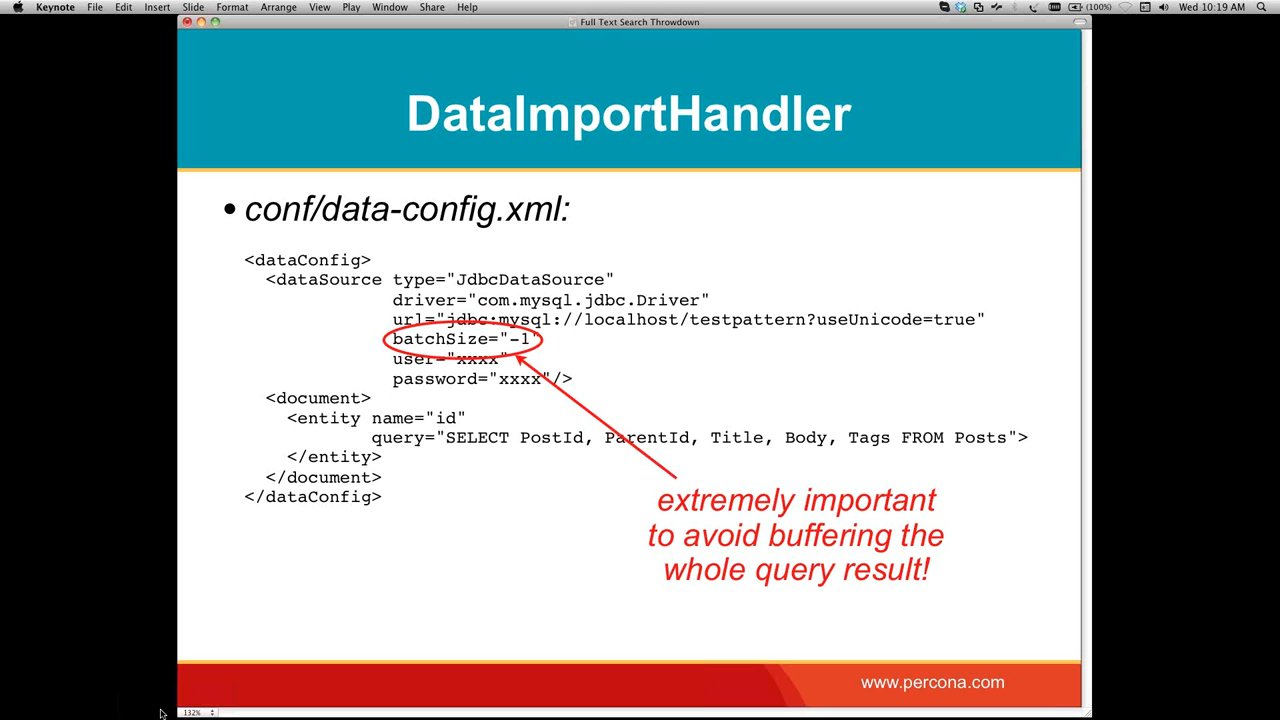 Keynote File Edit Insert Slide Format Arrange View Play Window Share Help (100%) Wed 10:19 AM
Full Text Search Throwdown
DataImportHandler
• conf/data-config.xml:
<dataConfig>
<dataSource type="JdbcDataSource"
driver="com.mysql.jdbc.Driver"
url="jdbc:mysql://localhost/testpattern?useUnicode=true"
batchSize="-1"
user="xxxx"
password="xxxx"/>
<document>
<entity name="id"
query="SELECT PostId, ParentId, Title, Body, Tags FROM Posts">
</entity>
</document>
</dataConfig>
extremely important
to avoid buffering the
whole query result!
www.percona.com
132%